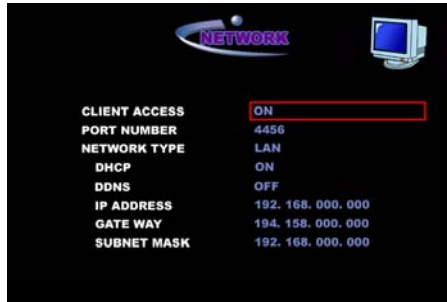 NETWORK
CLIENT ACCESS ON
PORT NUMBER 4456
NETWORK TYPE LAN
DHCP ON
DDNS OFF
IP ADDRESS 192. 168. 000. 000
GATE WAY 194. 158. 000. 000
SUBNET MASK 192. 168. 000. 000